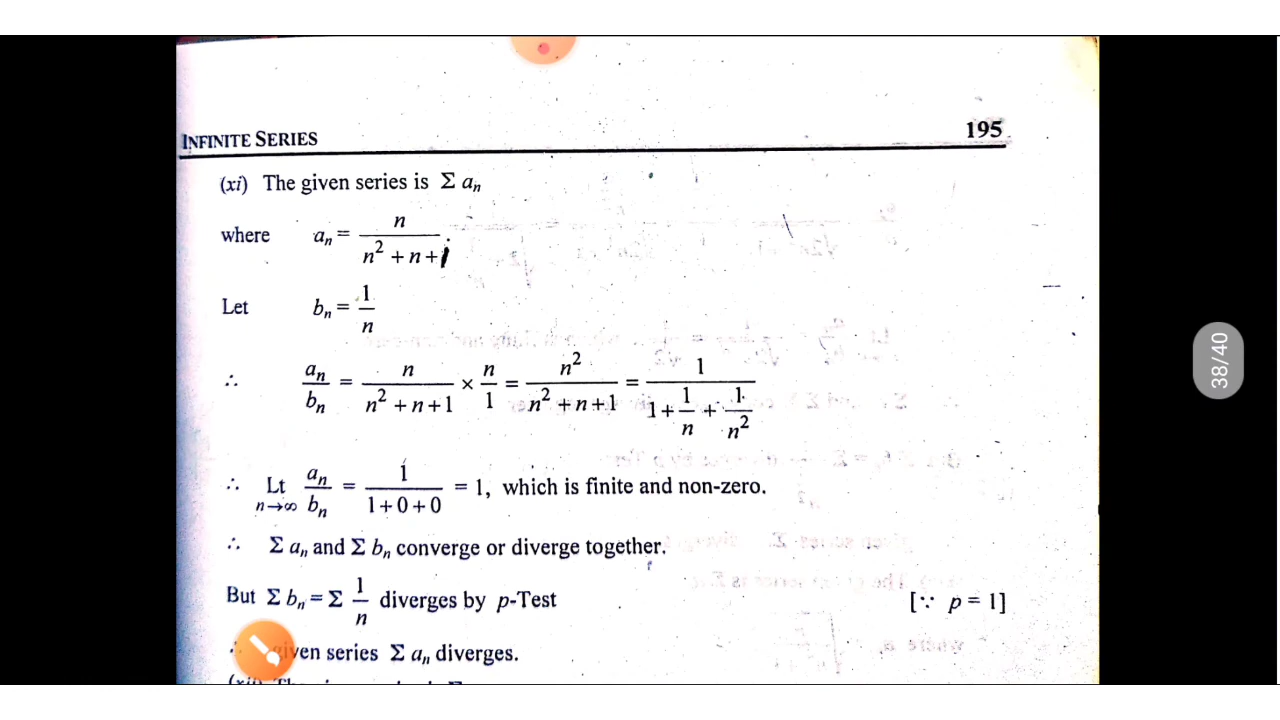 INFINITE SERIES 195
(xi) The given series is Σ aₙ
where aₙ = n / (n² + n + 1)
Let bₙ = 1 / n
∴ aₙ / bₙ = n / (n² + n + 1) × n / 1 = n² / (n² + n + 1) = 1 / (1 + 1/n + 1/n²)
∴ Lt n→∞ aₙ / bₙ = 1 / (1 + 0 + 0) = 1, which is finite and non-zero.
∴ Σ aₙ and Σ bₙ converge or diverge together.
But Σ bₙ = Σ 1/n diverges by p-Test [∵ p = 1]
∴ given series Σ aₙ diverges.
38/40